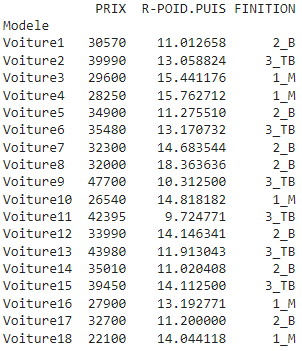 PRIX R-POID.PUIS FINITION
Modele
Voiture1 30570 11.012658 2_B
Voiture2 39990 13.058824 3_TB
Voiture3 29600 15.441176 1_M
Voiture4 28250 15.762712 1_M
Voiture5 34900 11.275510 2_B
Voiture6 35480 13.170732 3_TB
Voiture7 32300 14.683544 2_B
Voiture8 32000 18.363636 2_B
Voiture9 47700 10.312500 3_TB
Voiture10 26540 14.818182 1_M
Voiture11 42395 9.724771 3_TB
Voiture12 33990 14.146341 2_B
Voiture13 43980 11.913043 3_TB
Voiture14 35010 11.020408 2_B
Voiture15 39450 14.112500 3_TB
Voiture16 27900 13.192771 1_M
Voiture17 32700 11.200000 2_B
Voiture18 22100 14.044118 1_M